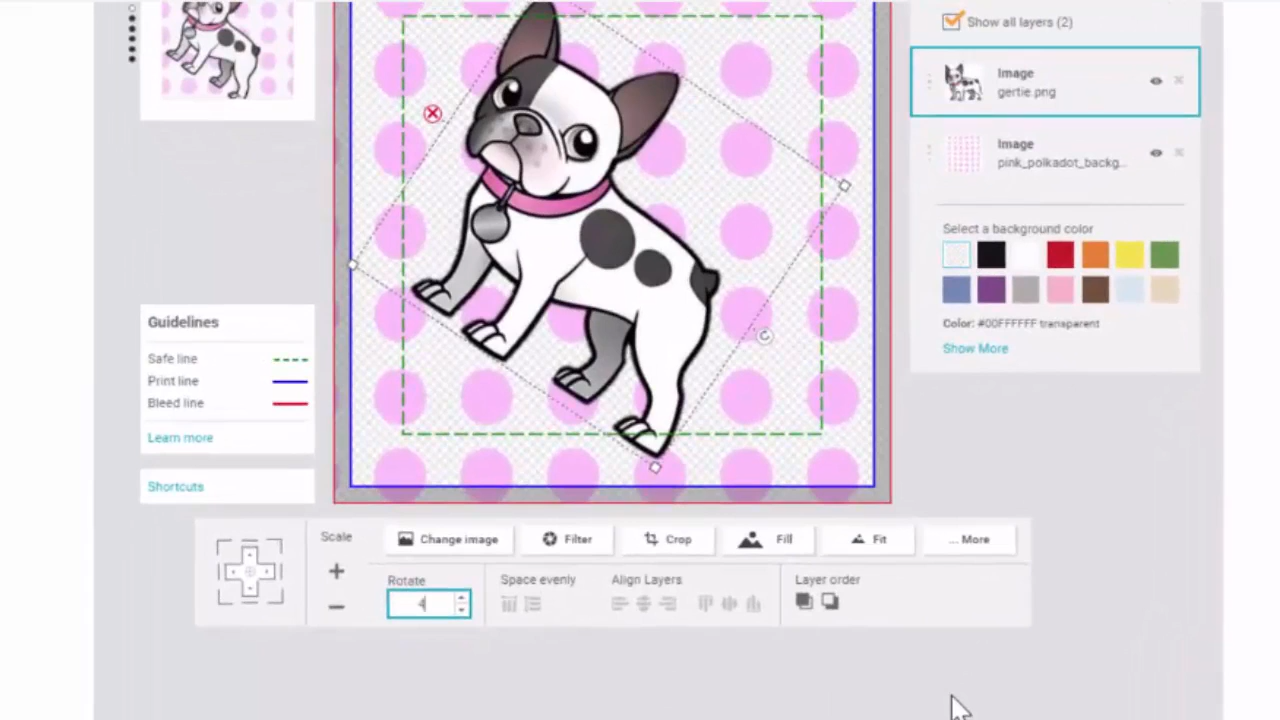 Show all layers (2)
Image
gertie.png
Image
pink_polkadot_backg...
Select a background color
Color: #00FFFFFF transparent
Show More
Guidelines
Safe line
Print line
Bleed line
Learn more
Shortcuts
Scale
Change image
Filter
Crop
Fill
Fit
... More
Rotate
4
Space evenly
Align Layers
Layer order